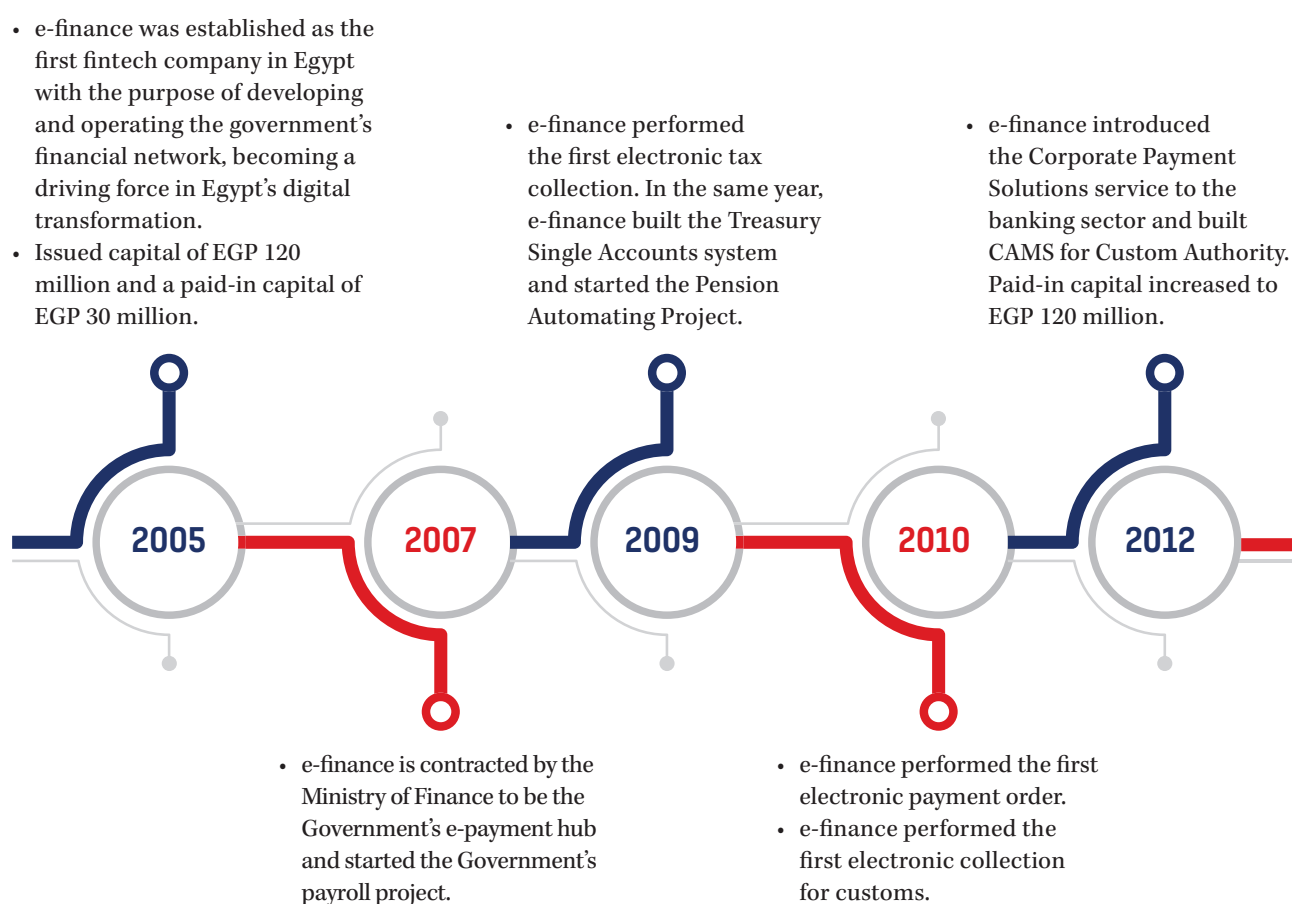 • e-finance was established as the
first fintech company in Egypt
with the purpose of developing
and operating the government's
financial network, becoming a
driving force in Egypt's digital
transformation.
• Issued capital of EGP 120
million and a paid-in capital of
EGP 30 million.
• e-finance performed
the first electronic tax
collection. In the same year,
e-finance built the Treasury
Single Accounts system
and started the Pension
Automating Project.
• e-finance introduced
the Corporate Payment
Solutions service to the
banking sector and built
CAMS for Custom Authority.
Paid-in capital increased to
EGP 120 million.
2005
2007
2009
2010
2012
• e-finance is contracted by the
Ministry of Finance to be the
Government's e-payment hub
and started the Government's
payroll project.
• e-finance performed the first
electronic payment order.
• e-finance performed the
first electronic collection
for customs.